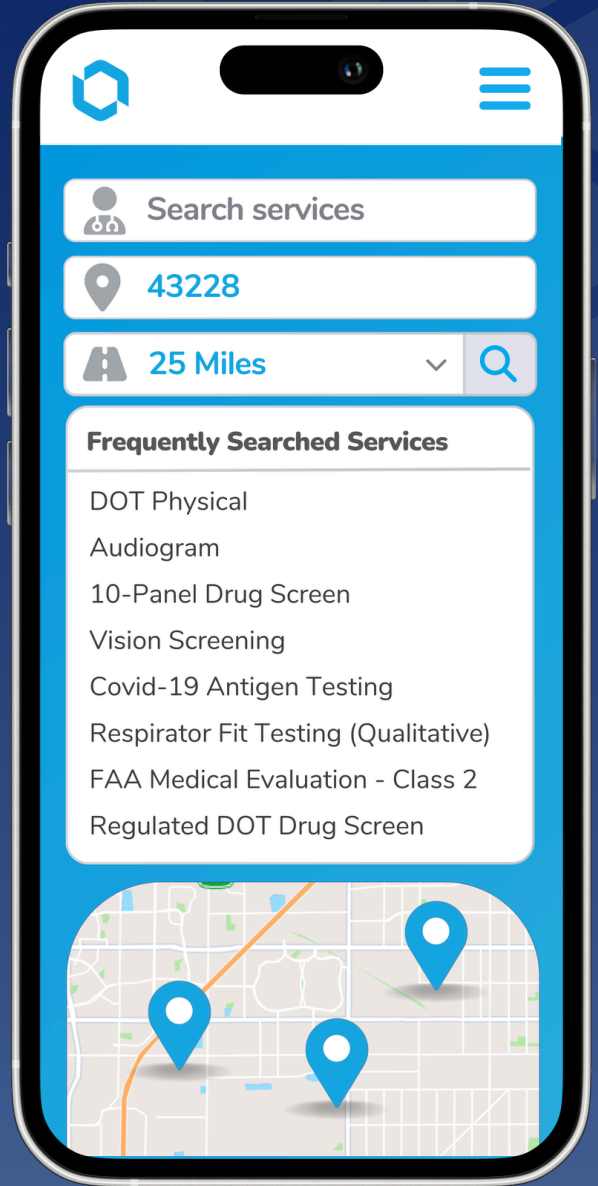 Search services
43228
25 Miles
Frequently Searched Services
DOT Physical
Audiogram
10-Panel Drug Screen
Vision Screening
Covid-19 Antigen Testing
Respirator Fit Testing (Qualitative)
FAA Medical Evaluation - Class 2
Regulated DOT Drug Screen